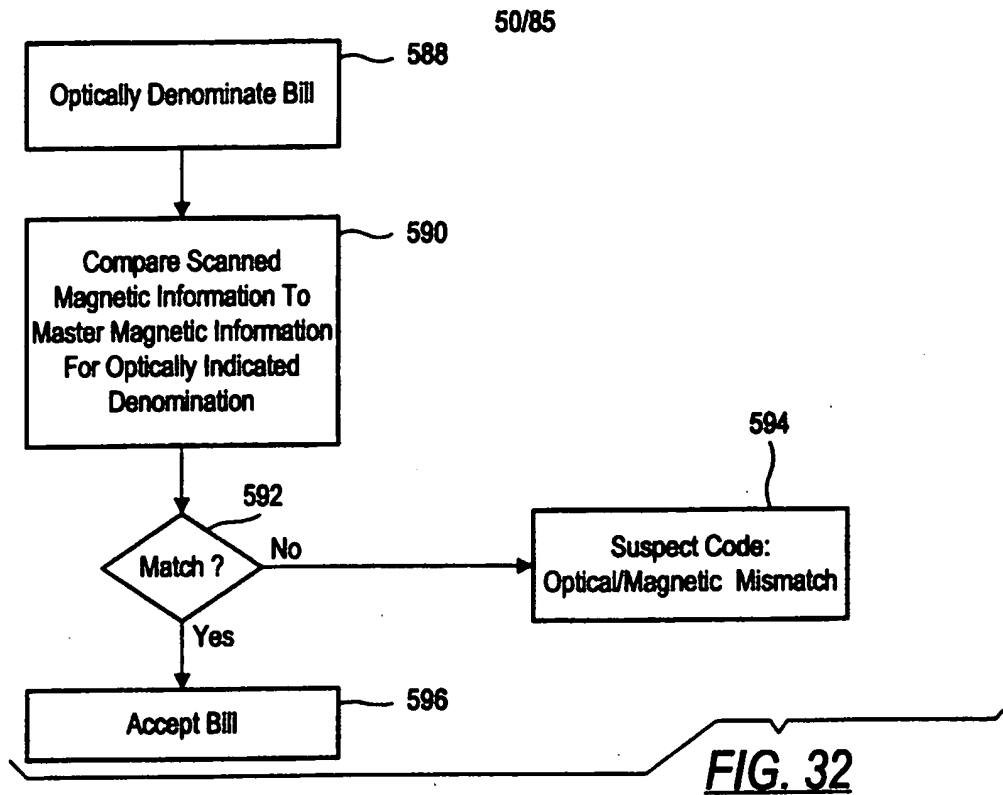 50/85
588
Optically Denominate Bill
590
Compare Scanned
Magnetic Information To
Master Magnetic Information
For Optically Indicated
Denomination
592
Match ?
No
594
Suspect Code:
Optical/Magnetic Mismatch
Yes
596
Accept Bill
FIG. 32